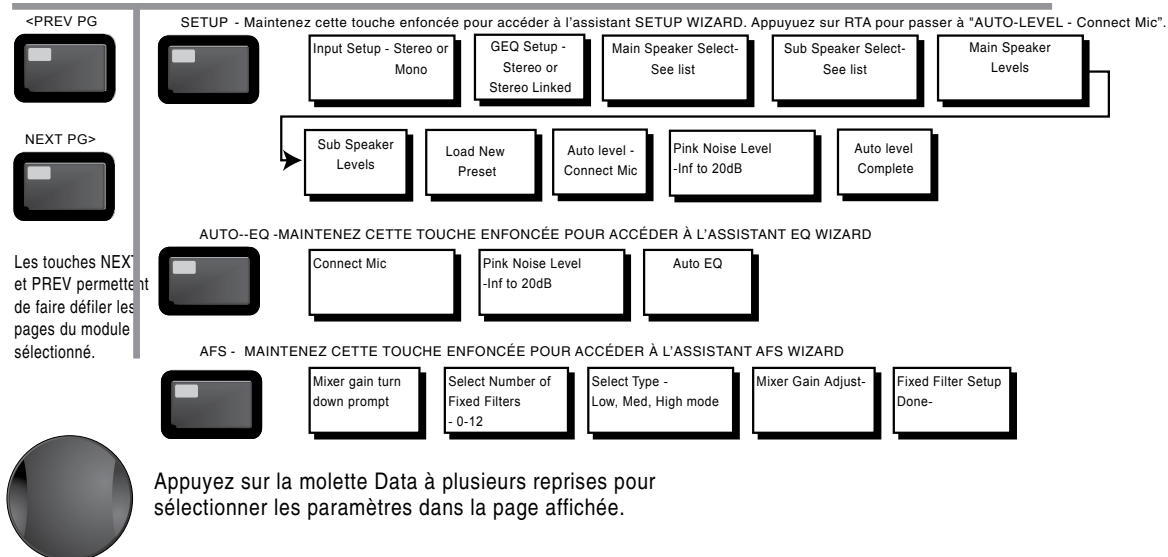 <PREV PG
SETUP - Maintenez cette touche enfoncée pour accéder à l'assistant SETUP WIZARD. Appuyuez sur RTA pour passer à "AUTO-LEVEL - Connect Mic".
Input Setup - Stereo or
Mono
GEQ Setup -
Stereo or
Stereo Linked
Main Speaker Select-
See list
Sub Speaker Select-
See list
Main Speaker
Levels
NEXT PG>
Sub Speaker
Levels
Load New
Preset
Auto level -
Connect Mic
Pink Noise Level
-Inf to 20dB
Auto level
Complete
Les touches NEXT
et PREV permettent
de faire défiler les
pages du module
sélectionné.
AUTO--EQ -MAINTENEZ CETTE TOUCHE ENFONCÉE POUR ACCÉDER À L'ASSISTANT EQ WIZARD
Connect Mic
Pink Noise Level
-Inf to 20dB
Auto EQ
AFS - MAINTENEZ CETTE TOUCHE ENFONCÉE POUR ACCÉDER À L'ASSISTANT AFS WIZARD
Mixer gain turn
down prompt
Select Number of
Fixed Filters
- 0-12
Select Type -
Low, Med, High mode
Mixer Gain Adjust-
Fixed Filter Setup
Done-
Appuyez sur la molette Data à plusieurs reprises pour
sélectionner les paramètres dans la page affichée.